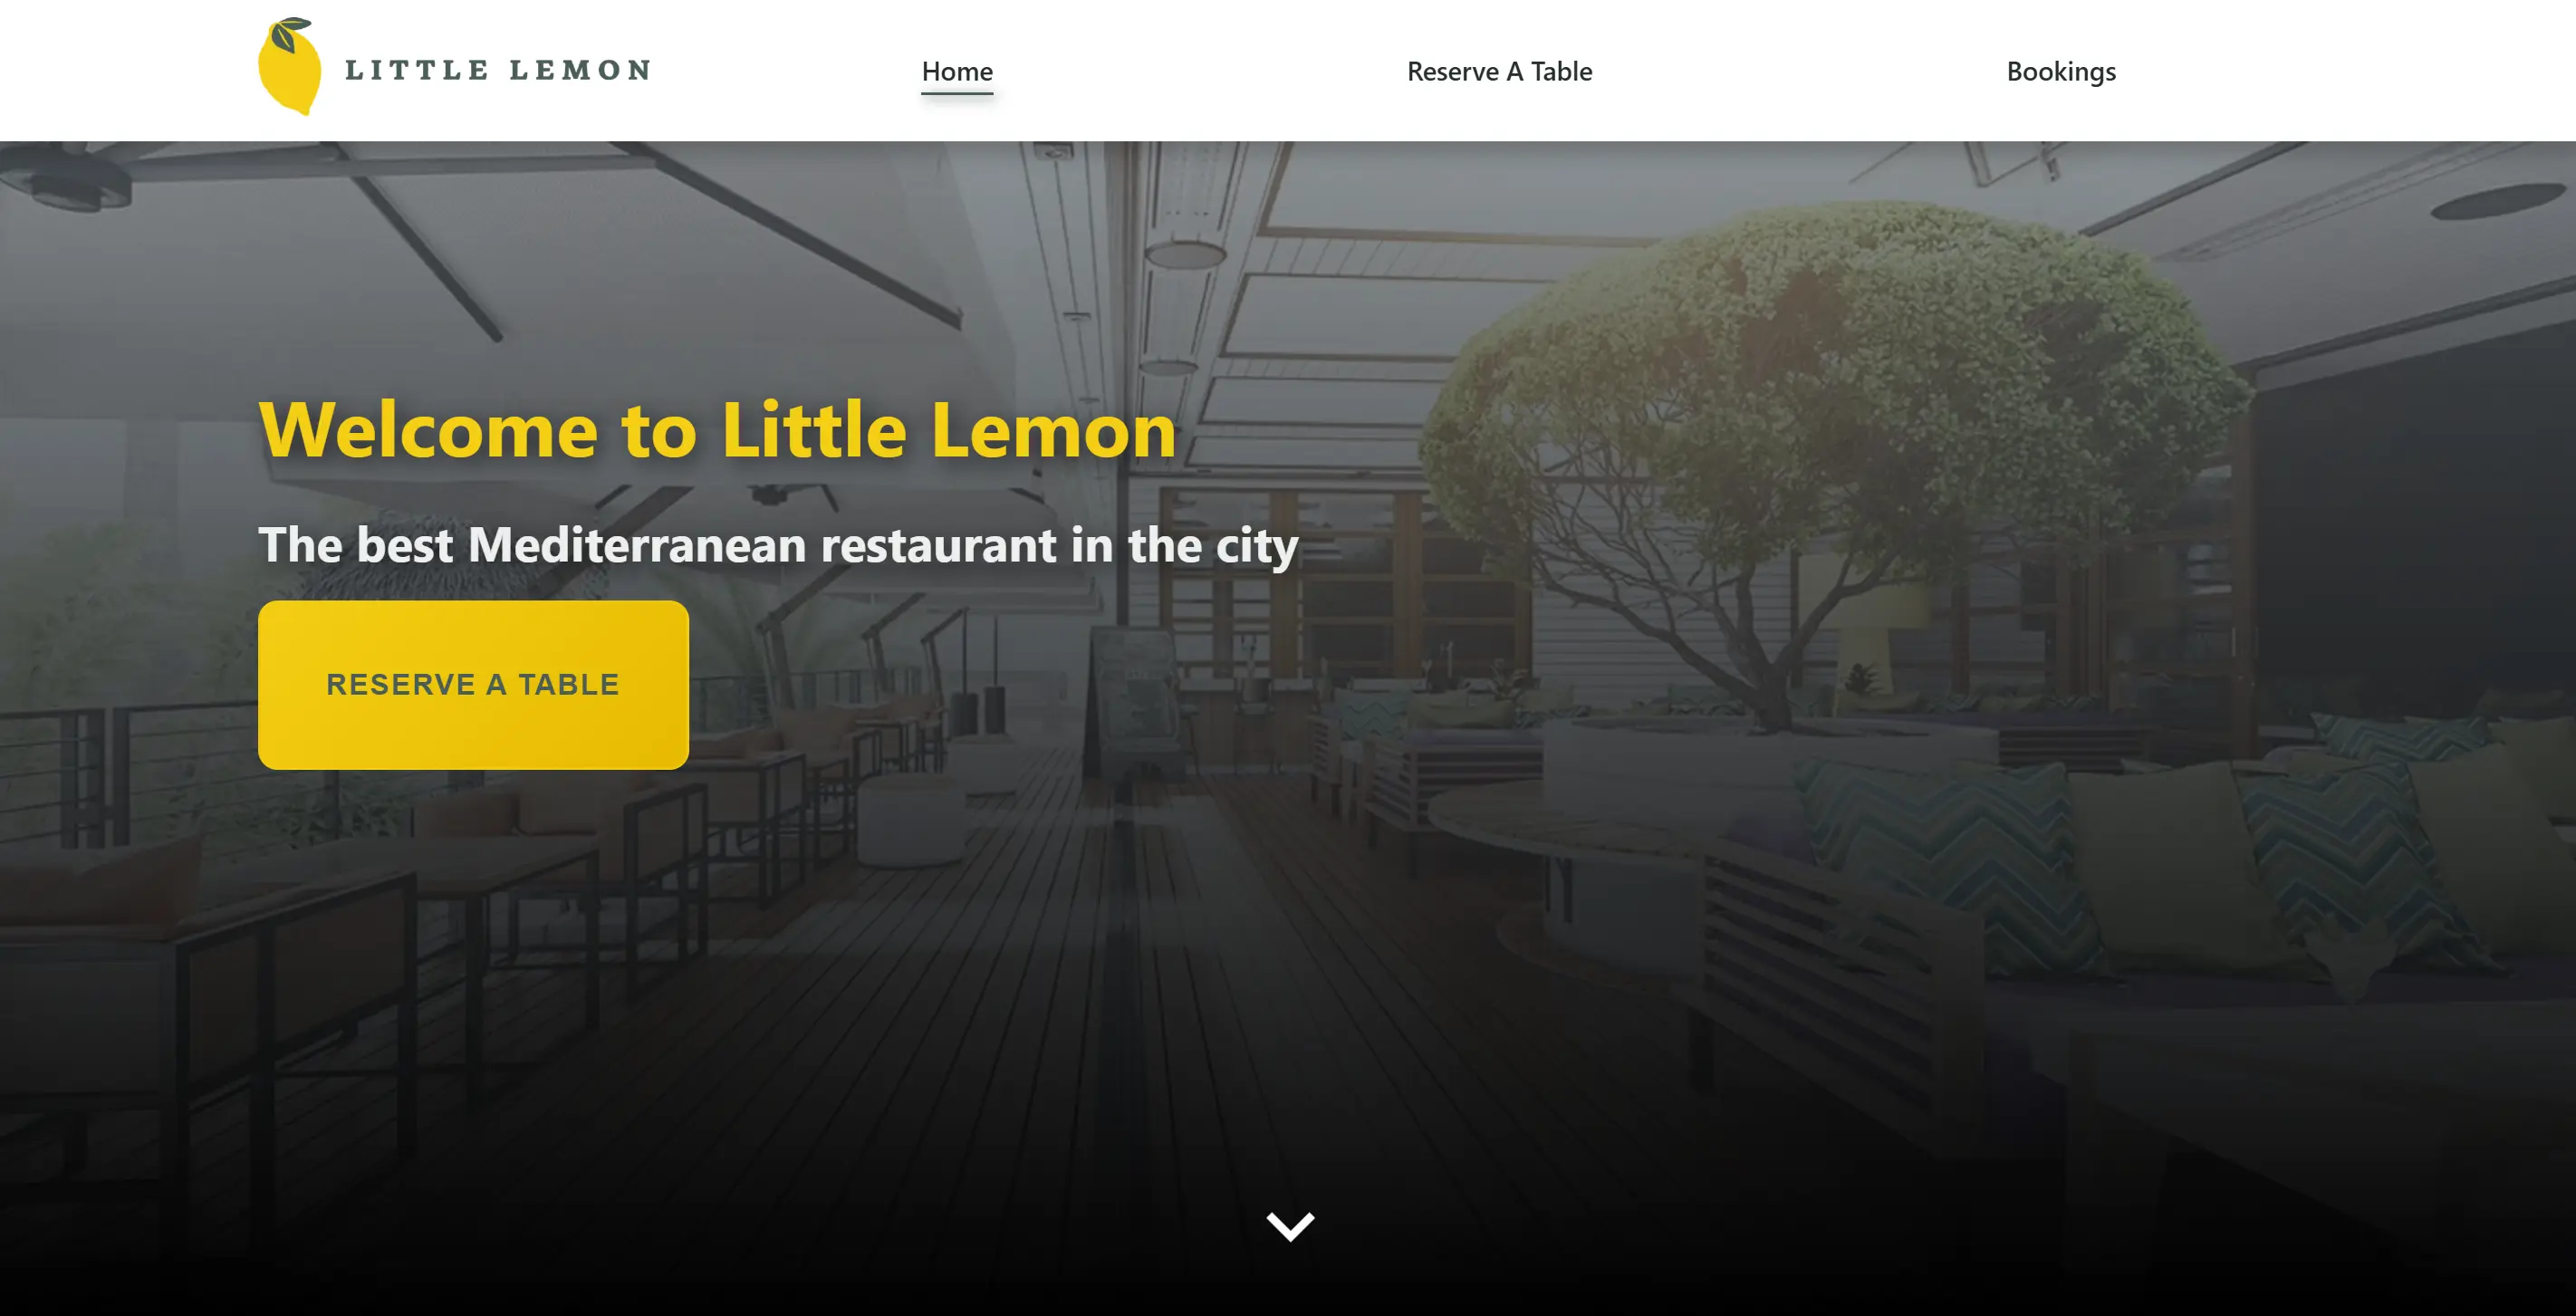 LITTLE LEMON
Home
Reserve A Table
Bookings
Welcome to Little Lemon
The best Mediterranean restaurant in the city
RESERVE A TABLE